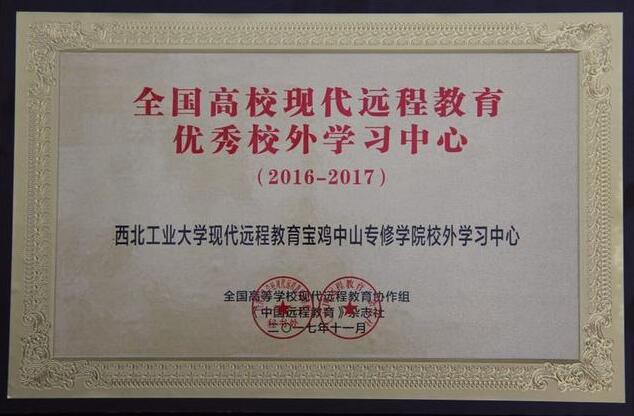 全国高校现代远程教育
优秀校外学习中心
(2016-2017)
西北工业大学现代远程教育宝鸡中山专修学院校外学习中心
全国高等学校现代远程教育协作组
《中国远程教育》杂志社
二〇一七年十一月
秘书处